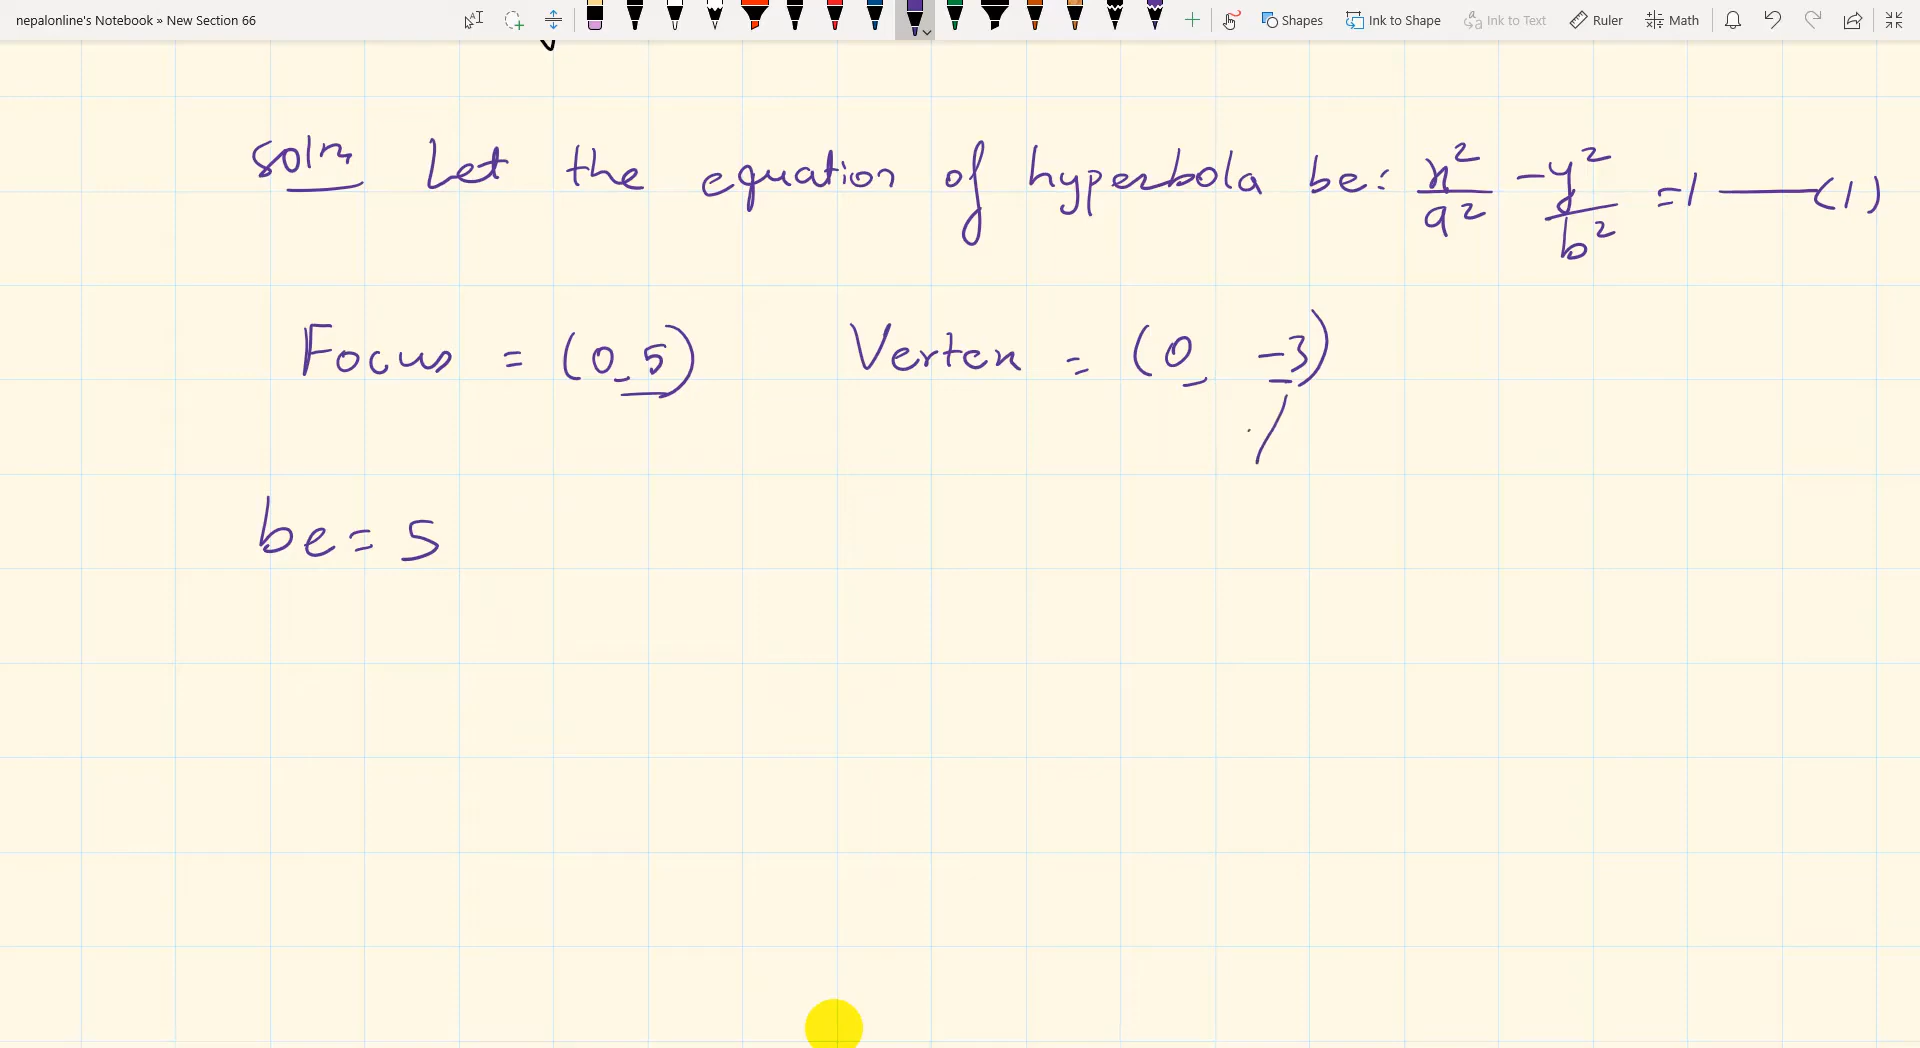 nepalonline's Notebook » New Section 66 Shapes Ink to Shape Ink to Text Ruler Math
soln Let the equation of hyperbola be: x²/a² - y²/b² = 1 —— (1)
Focus = (0, 5) Vertex = (0, -3)
be = 5